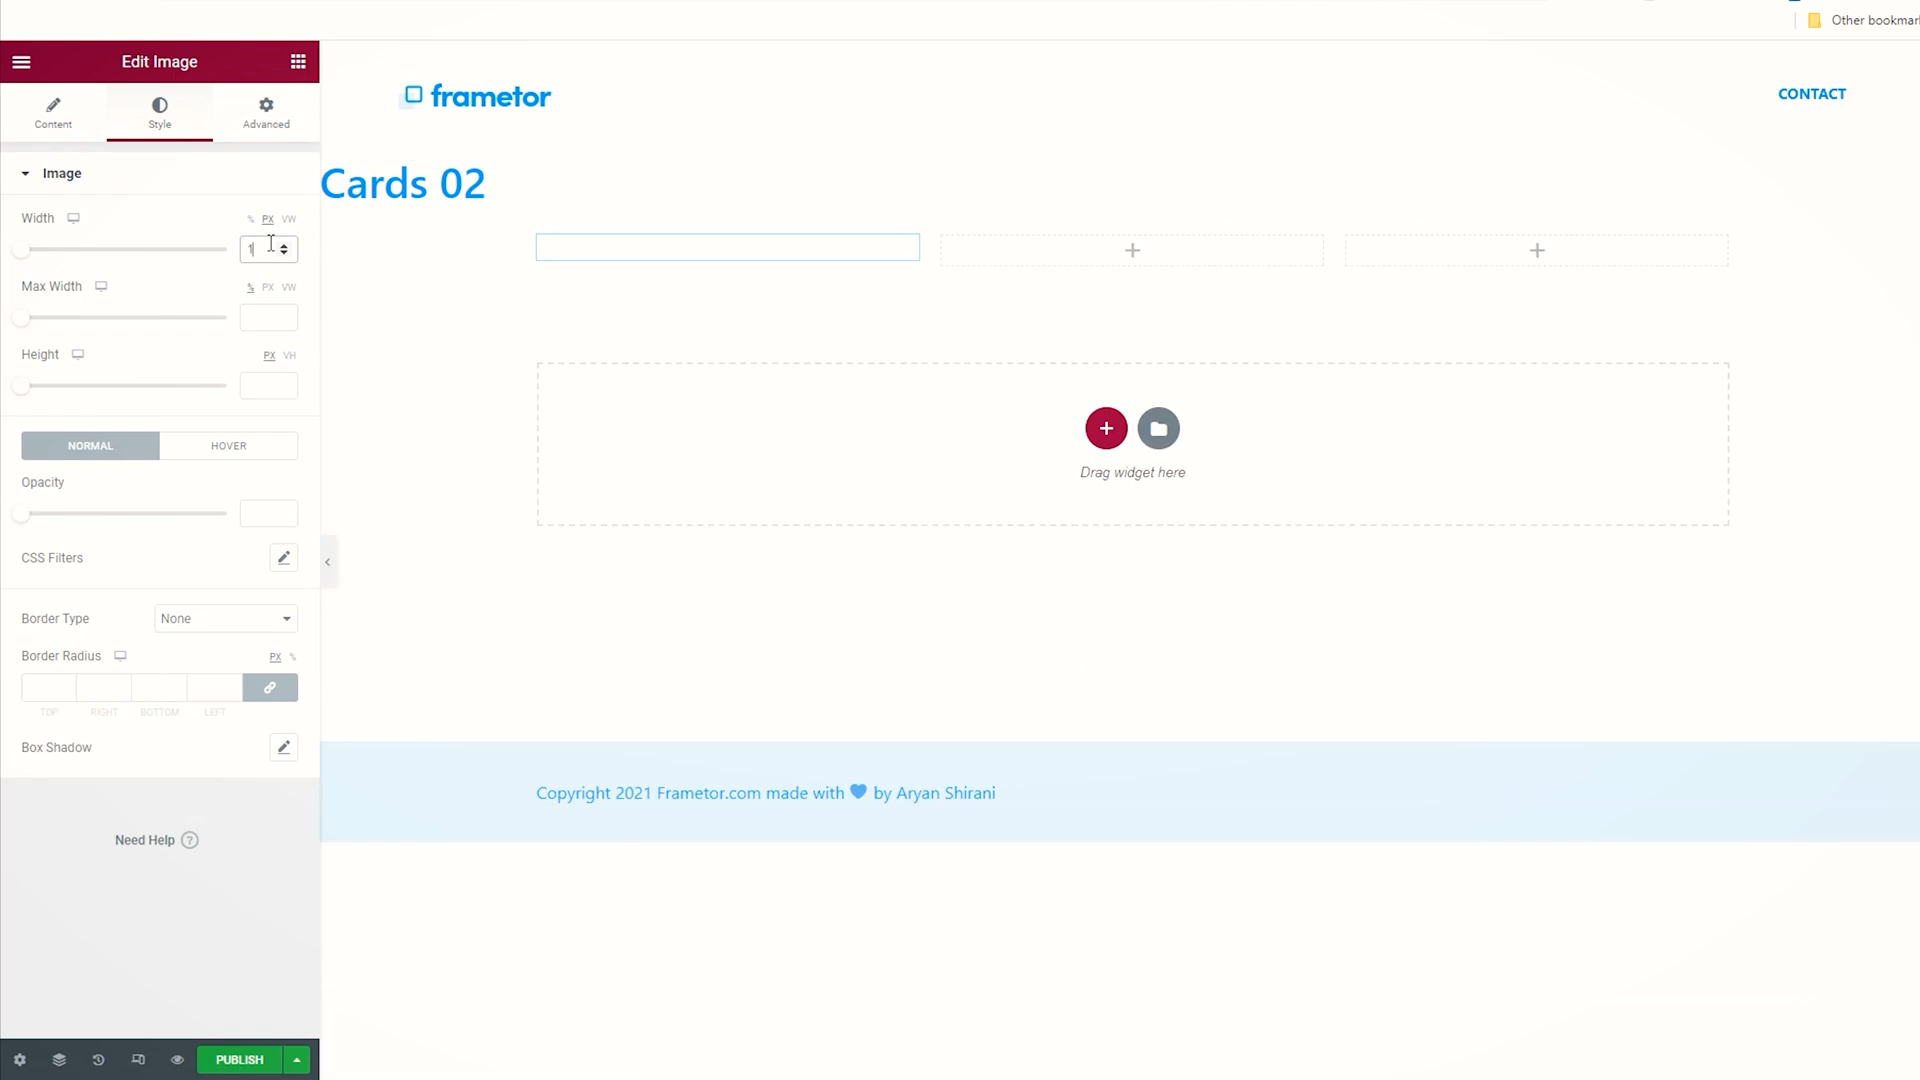 Other bookmar
Edit Image
frametor
CONTACT
Content
Style
Advanced
Image
Cards 02
Width
% PX VW
1
Max Width
% PX VW
Height
PX VH
NORMAL
HOVER
Drag widget here
Opacity
CSS Filters
Border Type
None
Border Radius
PX %
TOP RIGHT BOTTOM LEFT
Box Shadow
Copyright 2021 Frametor.com made with 💙 by Aryan Shirani
Need Help ?
PUBLISH